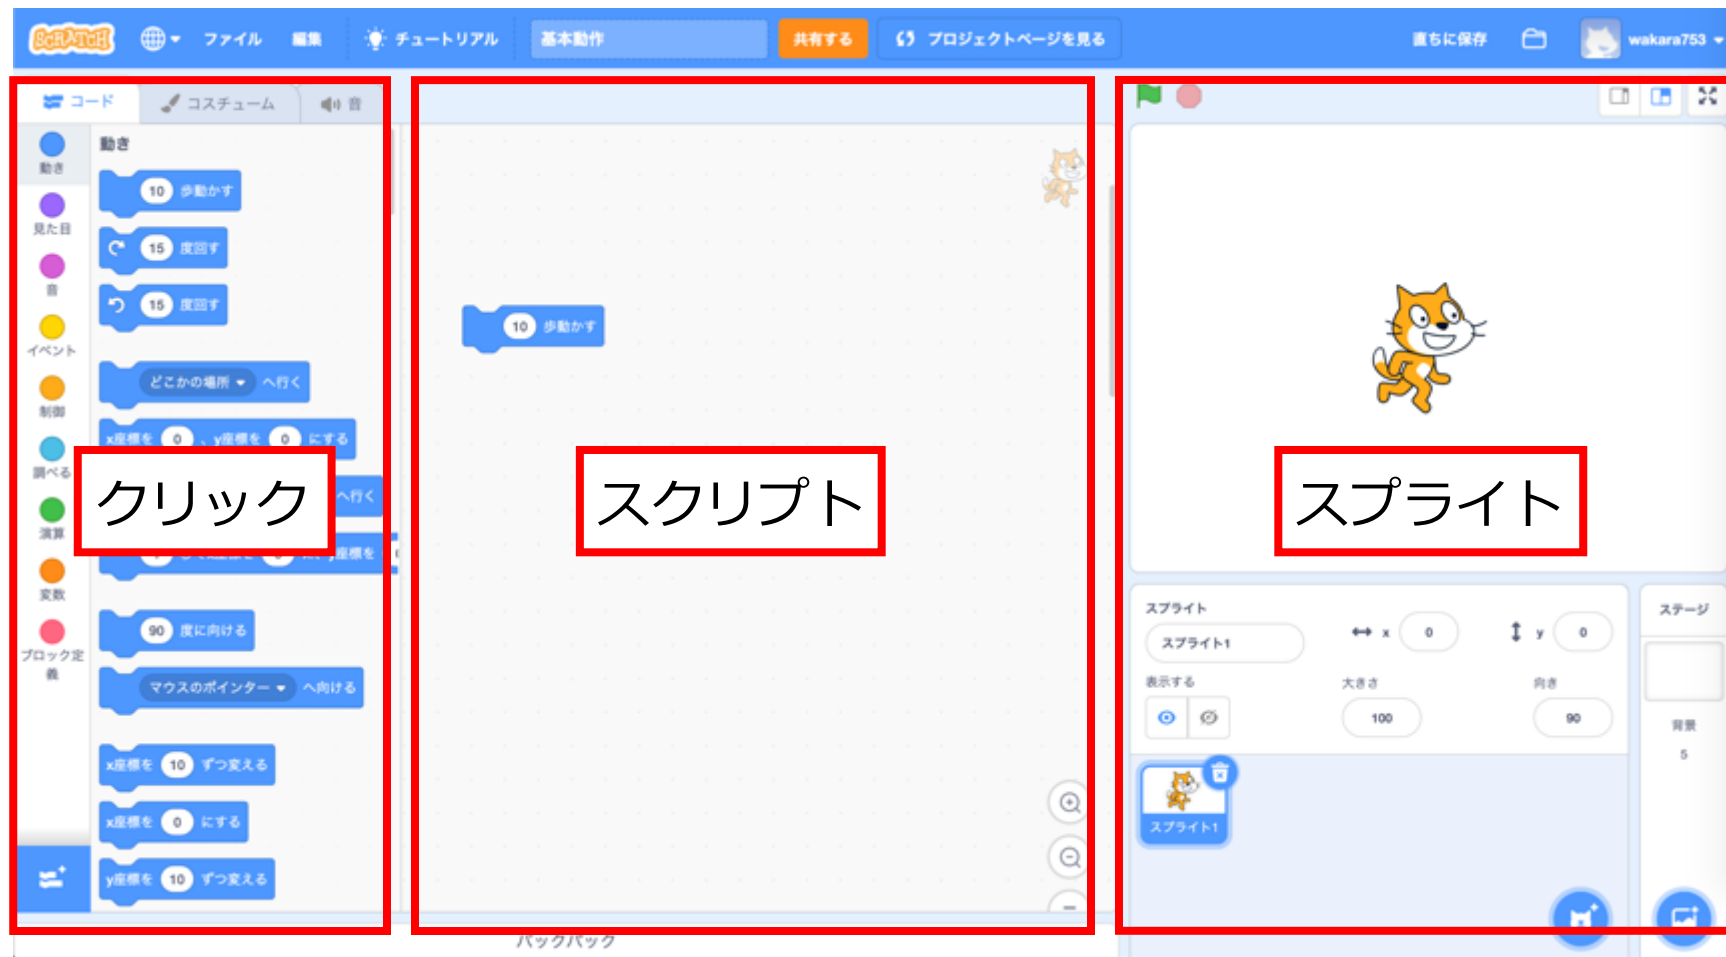 SCRATCH
ファイル
編集
チュートリアル
基本動作
共有する
プロジェクトページを見る
直ちに保存
wakara753
コード
コスチューム
音
動き
見た目
音
イベント
制御
調べる
演算
変数
ブロック定
義
動き
10 歩動かす
15 度回す
15 度回す
どこかの場所 へ行く
x座標を 0 、y座標を 0 にする
へ行く
y座標を
90 度に向ける
マウスのポインター へ向ける
x座標を 10 ずつ変える
x座標を 0 にする
y座標を 10 ずつ変える
クリック
10 歩動かす
スクリプト
バックパック
スプライト
スプライト
スプライト1
x 0
y 0
表示する
大きさ
100
向き
90
スプライト1
ステージ
背景
5